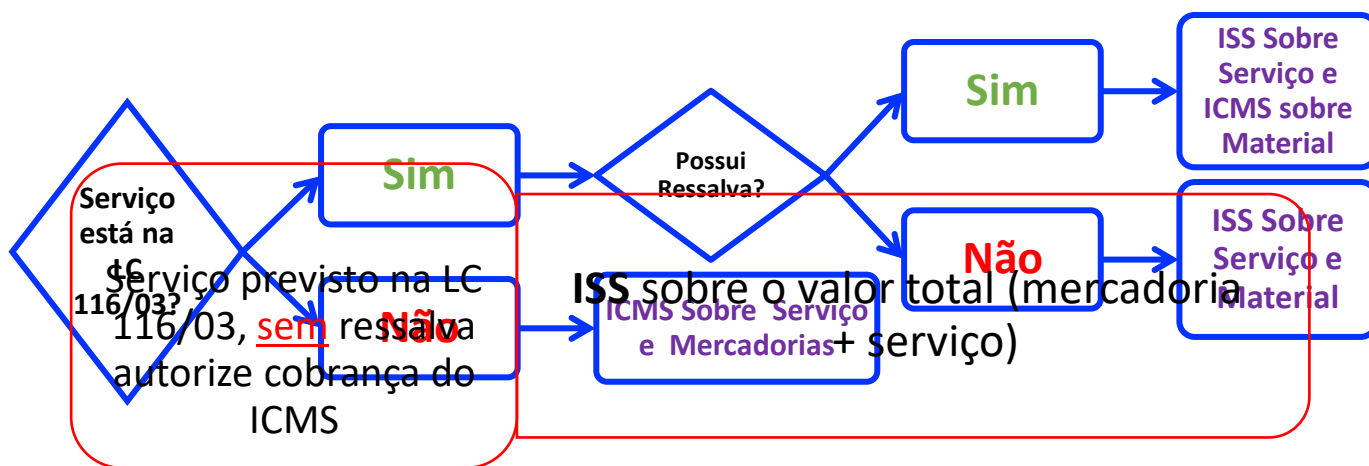 Serviço
está na
LC
116/03?
Sim
Não
Possui
Ressalva?
Sim
Não
ISS Sobre
Serviço e
ICMS sobre
Material
ISS Sobre
Serviço e
Material
ICMS Sobre Serviço
e Mercadorias
Serviço previsto na LC
116/03, sem ressalva
autorize cobrança do
ICMS
ISS sobre o valor total (mercadoria
+ serviço)